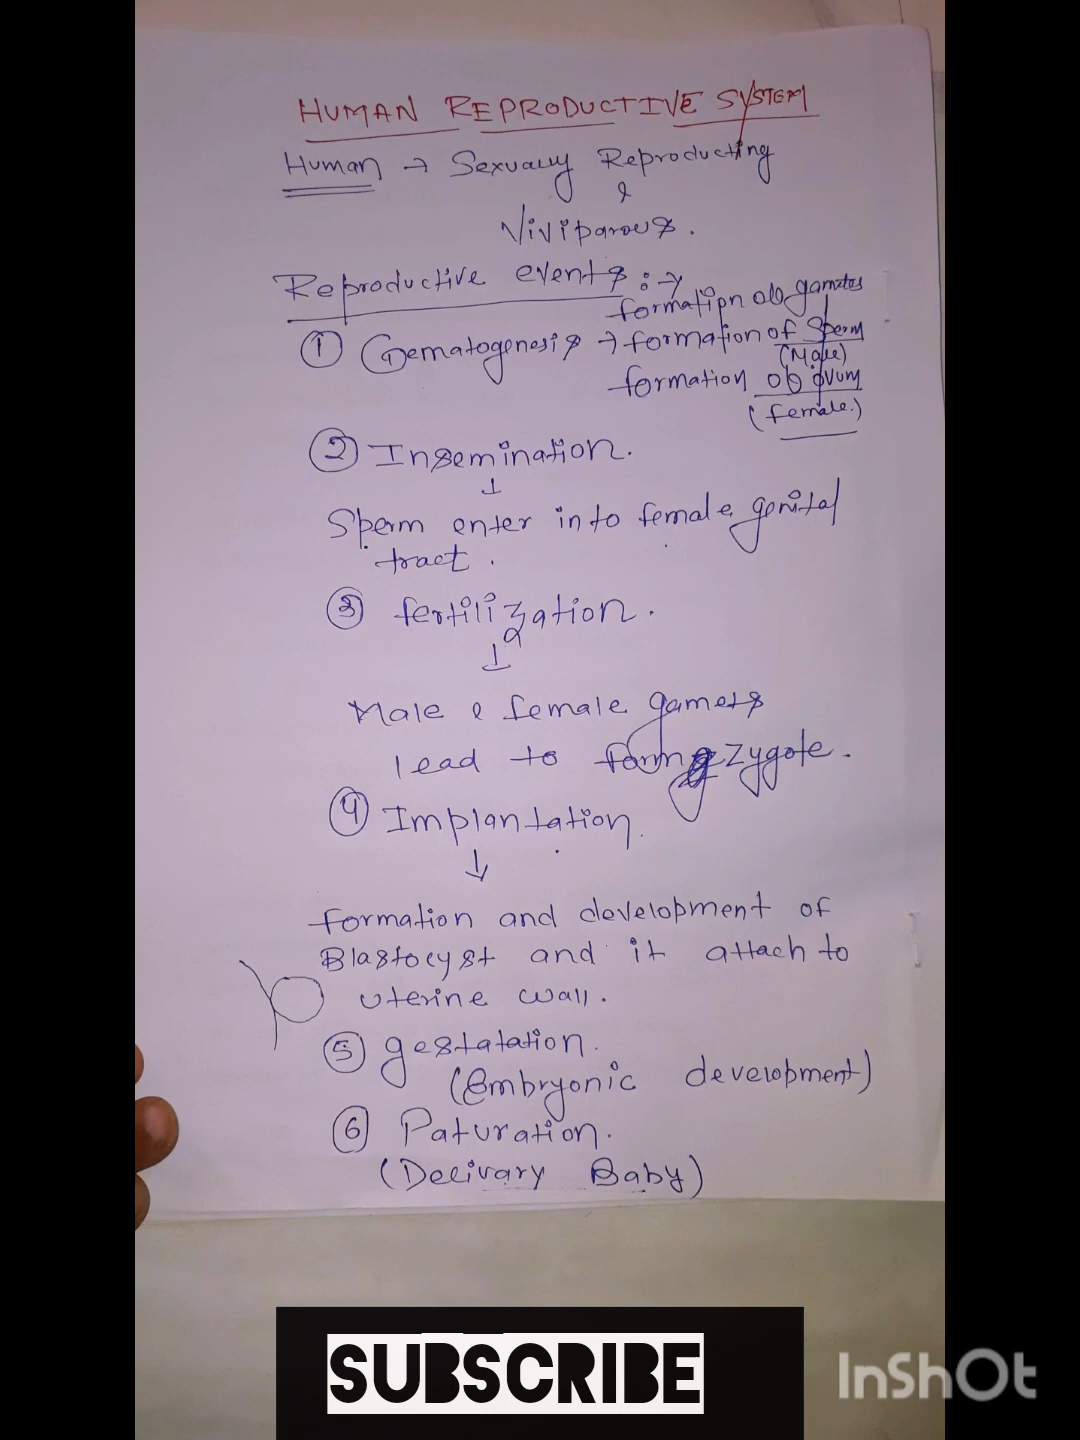 HUMAN REPRODUCTIVE SYSTEM
Human → Sexually Reproducting
&
Viviparous.
Reproductive events :→
formation of gametes
① Gematogenesis → formation of Sperm
(Male)
formation of ovum
(female.)
② Insemination.
↓
Sperm enter into female genital
tract.
③ fertilization.
↓
Male & female gamets
lead to form zygote.
④ Implantation.
↓
formation and development of
Blastocyst and it attach to
uterine wall.
⑤ gestatation.
(Embryonic development)
⑥ Paturation.
(Delivary Baby)
SUBSCRIBE
InShOt